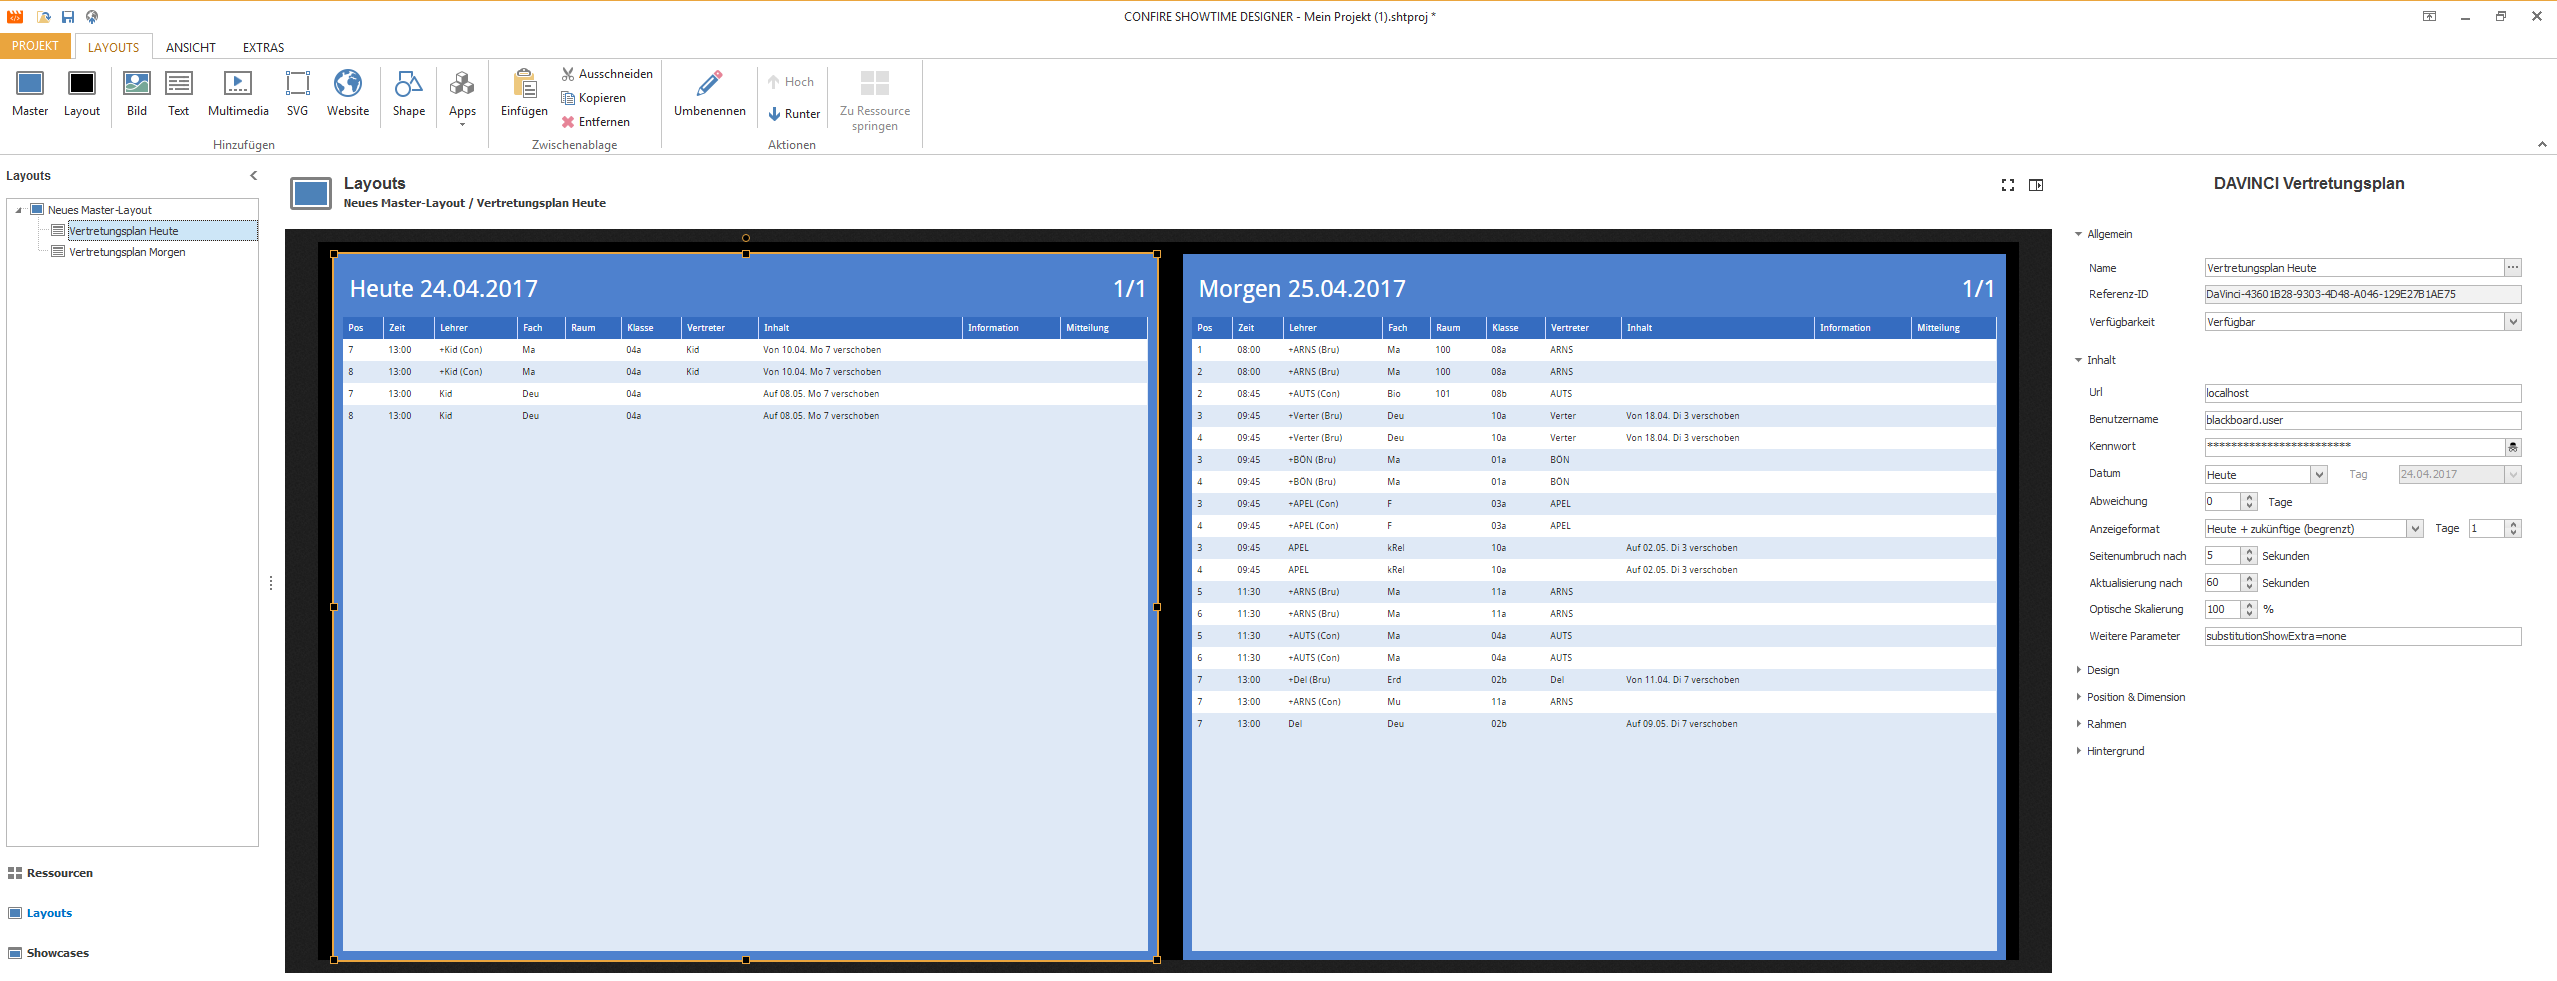 CONFIRE SHOWTIME DESIGNER - Mein Projekt (1).shtproj *
PROJEKT LAYOUTS ANSICHT EXTRAS
Master Layout Bild Text Multimedia SVG Website Shape Apps
Hinzufügen
Einfügen Ausschneiden
Kopieren
Entfernen
Zwischenablage
Umbenennen Hoch
Runter
Aktionen
Zu Ressource
springen
Layouts
Neues Master-Layout
Vertretungsplan Heute
Vertretungsplan Morgen
Ressourcen
Layouts
Showcases
Layouts
Neues Master-Layout / Vertretungsplan Heute
Heute 24.04.2017 1/1
Pos Zeit Lehrer Fach Raum Klasse Vertreter Inhalt Information Mitteilung
7 13:00 +Kid (Con) Ma 04a Kid Von 10.04. Mo 7 verschoben
8 13:00 +Kid (Con) Ma 04a Kid Von 10.04. Mo 7 verschoben
7 13:00 Kid Deu 04a Auf 08.05. Mo 7 verschoben
8 13:00 Kid Deu 04a Auf 08.05. Mo 7 verschoben
Morgen 25.04.2017 1/1
Pos Zeit Lehrer Fach Raum Klasse Vertreter Inhalt Information Mitteilung
1 08:00 +ARNS (Bru) Ma 100 08a ARNS
2 08:00 +ARNS (Bru) Ma 100 08a ARNS
2 08:45 +AUTS (Con) Bio 101 08b AUTS
3 09:45 +Verter (Bru) Deu 10a Verter Von 18.04. Di 3 verschoben
4 09:45 +Verter (Bru) Deu 10a Verter Von 18.04. Di 3 verschoben
3 09:45 +BÖN (Bru) Ma 01a BÖN
4 09:45 +BÖN (Bru) Ma 01a BÖN
3 09:45 +APEL (Con) F 03a APEL
4 09:45 +APEL (Con) F 03a APEL
3 09:45 APEL kRel 10a Auf 02.05. Di 3 verschoben
4 09:45 APEL kRel 10a Auf 02.05. Di 3 verschoben
5 11:30 +ARNS (Bru) Ma 11a ARNS
6 11:30 +ARNS (Bru) Ma 11a ARNS
5 11:30 +AUTS (Con) Ma 04a AUTS
6 11:30 +AUTS (Con) Ma 04a AUTS
7 13:00 +Del (Bru) Erd 02b Del Von 11.04. Di 7 verschoben
7 13:00 +ARNS (Con) Mu 11a ARNS
7 13:00 Del Deu 02b Auf 09.05. Di 7 verschoben
DAVINCI Vertretungsplan
Allgemein
Name Vertretungsplan Heute ...
Referenz-ID DaVinci-43601B28-9303-4D48-A046-129E27B1AE75
Verfügbarkeit Verfügbar
Inhalt
Url localhost
Benutzername blackboard.user
Kennwort ************************
Datum Heute Tag 24.04.2017
Abweichung 0 Tage
Anzeigeformat Heute + zukünftige (begrenzt) Tage 1
Seitenumbruch nach 5 Sekunden
Aktualisierung nach 60 Sekunden
Optische Skalierung 100 %
Weitere Parameter substitutionShowExtra=none
Design
Position & Dimension
Rahmen
Hintergrund